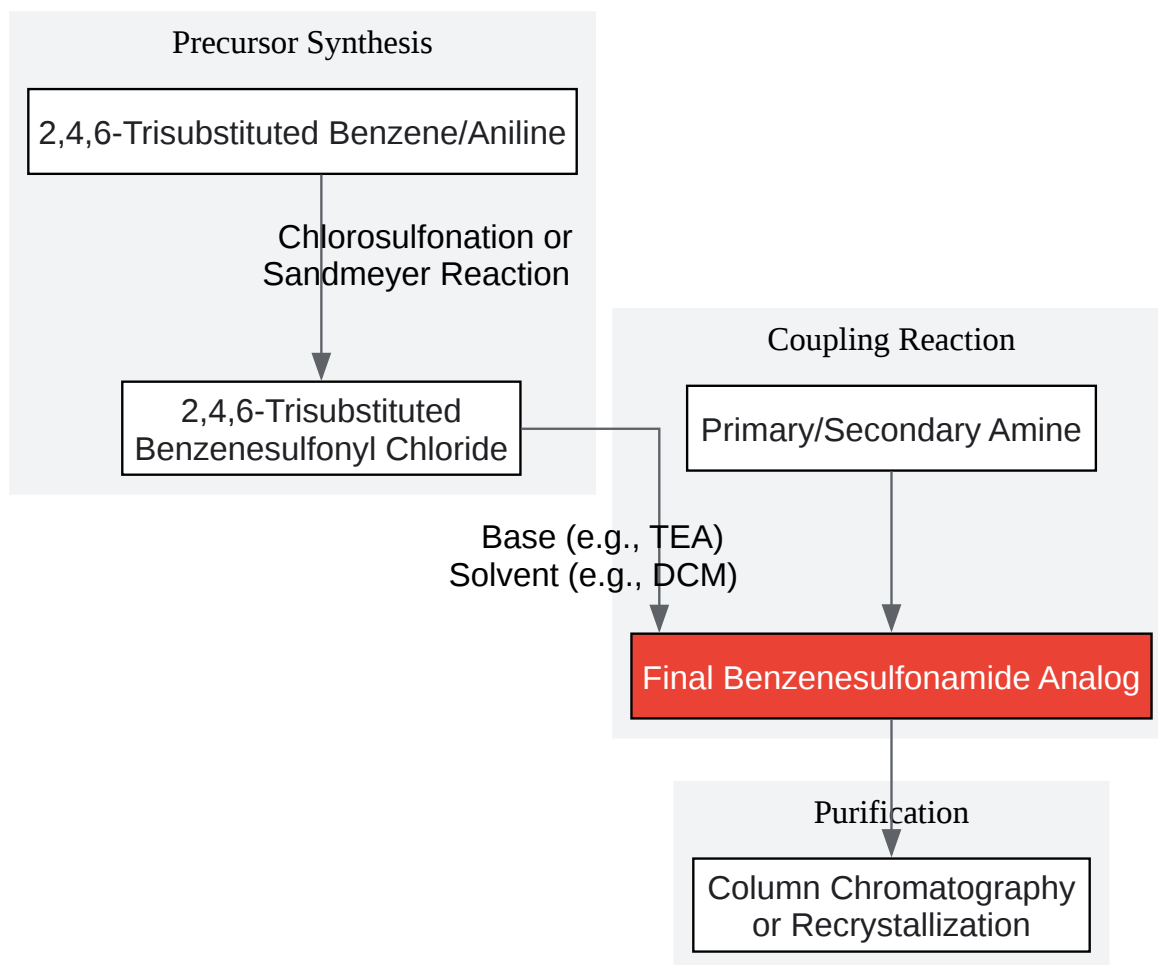 Precursor Synthesis
2,4,6-Trisubstituted Benzene/Aniline
Chlorosulfonation or
Sandmeyer Reaction
2,4,6-Trisubstituted
Benzenesulfonyl Chloride
Coupling Reaction
Primary/Secondary Amine
Base (e.g., TEA)
Solvent (e.g., DCM)
Final Benzenesulfonamide Analog
Purification
Column Chromatography
or Recrystallization